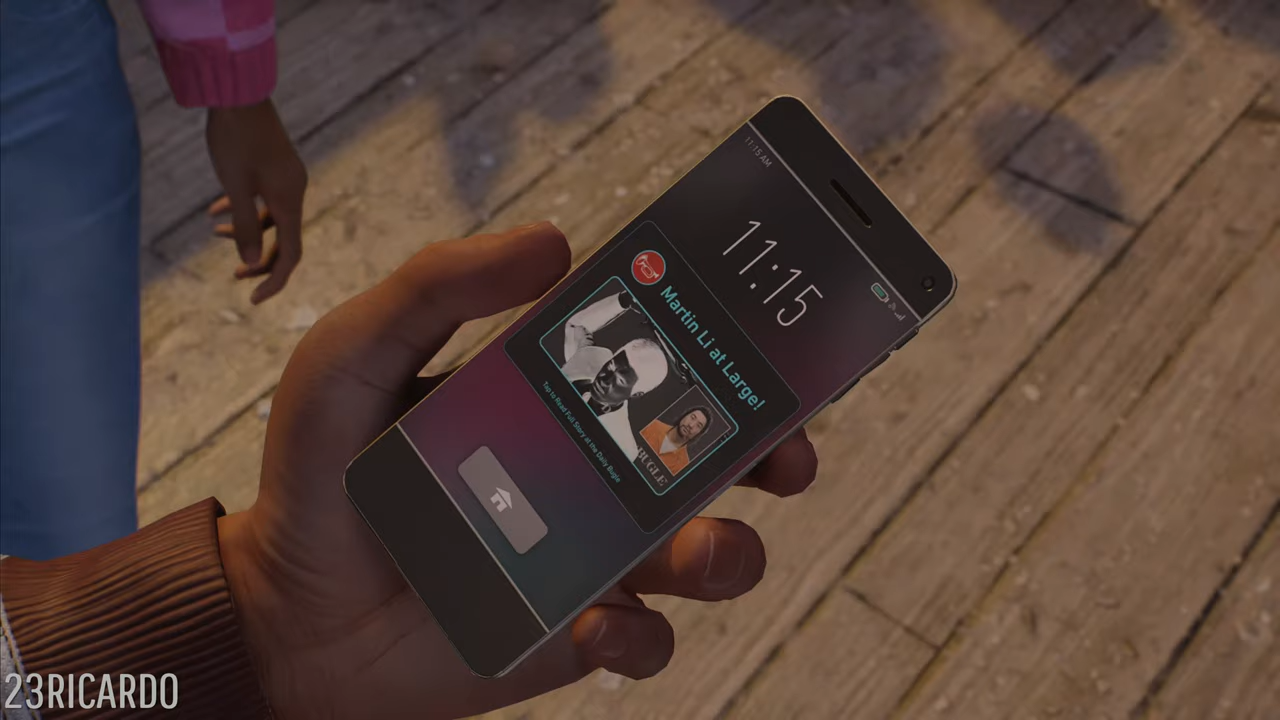 11:15 AM
11:15
Martin Li at Large!
BUGLE
Tap to Read Full Story at the Daily Bugle
23RICARDO